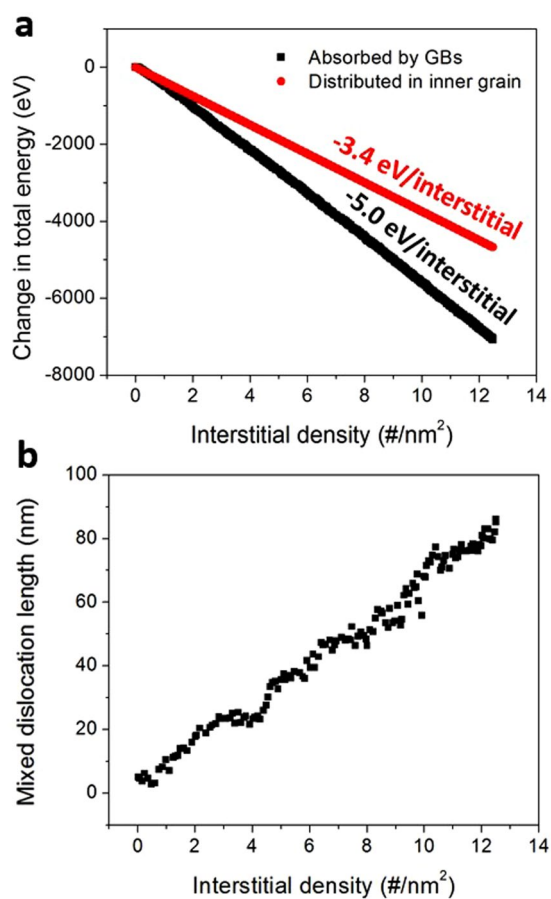 a
Absorbed by GBs
Distributed in inner grain
0
-2000
-4000
-6000
-8000
Change in total energy (eV)
-3.4 eV/interstitial
-5.0 eV/interstitial
0 2 4 6 8 10 12 14
Interstitial density (#/nm²)
b
100
80
60
40
20
0
Mixed dislocation length (nm)
0 2 4 6 8 10 12 14
Interstitial density (#/nm²)